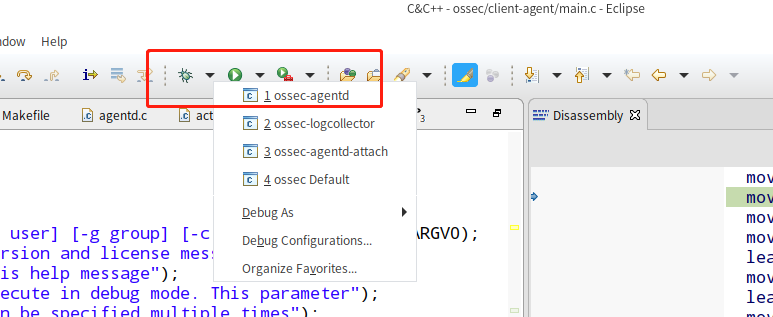 C&C++ - ossec/client-agent/main.c - Eclipse
ndow Help
Makefile agentd.c act 3 Disassembly
1 ossec-agentd
2 ossec-logcollector
3 ossec-agentd-attach
4 ossec Default
Debug As
Debug Configurations...
Organize Favorites...
user] [-g group] [-c ARGV0);
rsion and license mess
is help message");
ecute in debug mode. This parameter");
n be specified multiple times");
mov
mov
mov
mov
lea
mov
lea
mov